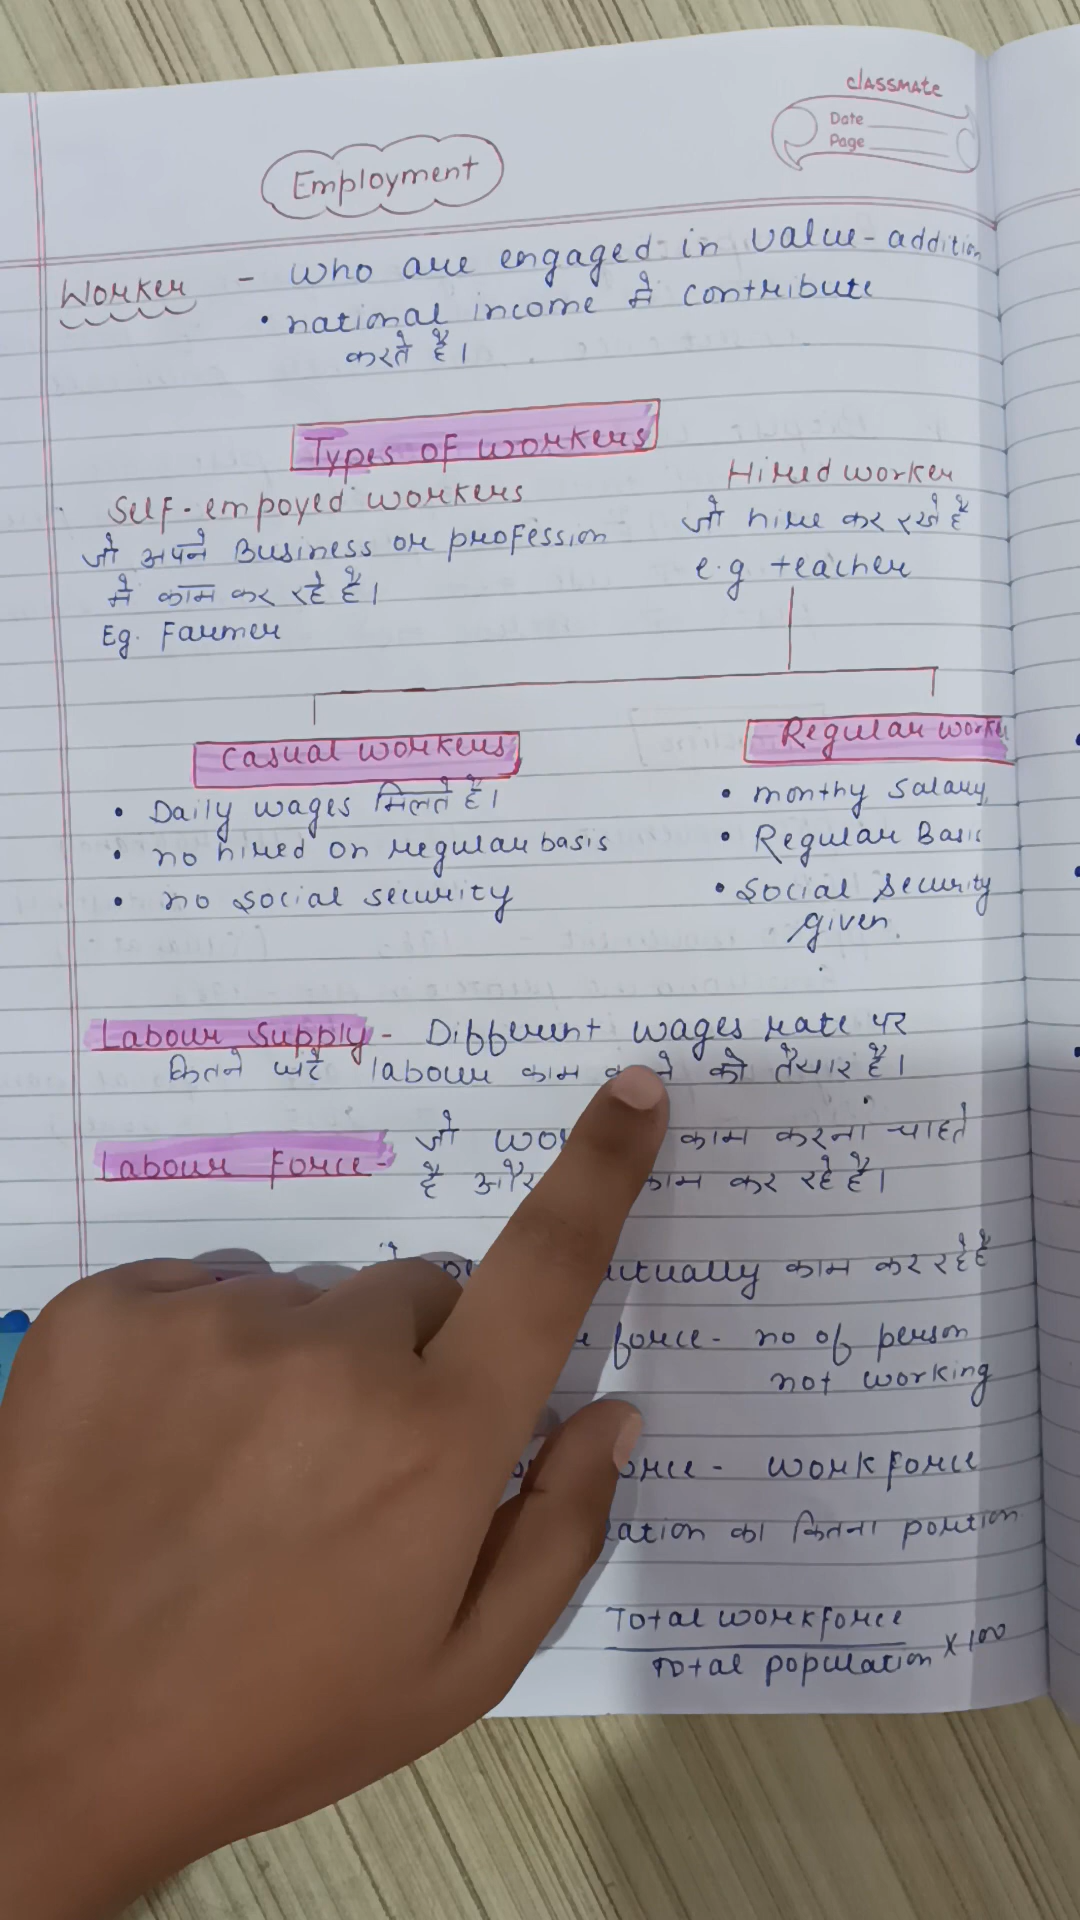 classmate
Date
Page
Employment
Worker - who are engaged in value-addition
• national income में contribute
करते है।
Types of workers
Self-empoyed workers
जो अपने Business or profession
में काम कर रहे है।
Eg. Farmer
Hired worker
जो hire कर रखे है
e.g teacher
Casual workers
• Daily wages मिलते है।
• no hired on regular basis
• no social security
Regular worke
• monthy Salary
• Regular Basis
• Social Security
given.
Labour Supply - Different wages rate पर
कितने घंटे labour काम को तैयार है।
Labour Force - जो काम करना चाहते
है और काम कर रहे है।
actually काम कर रहे है
force - no of person
not working
- workforce
का कितना portion
Total workforce
Total population × 100